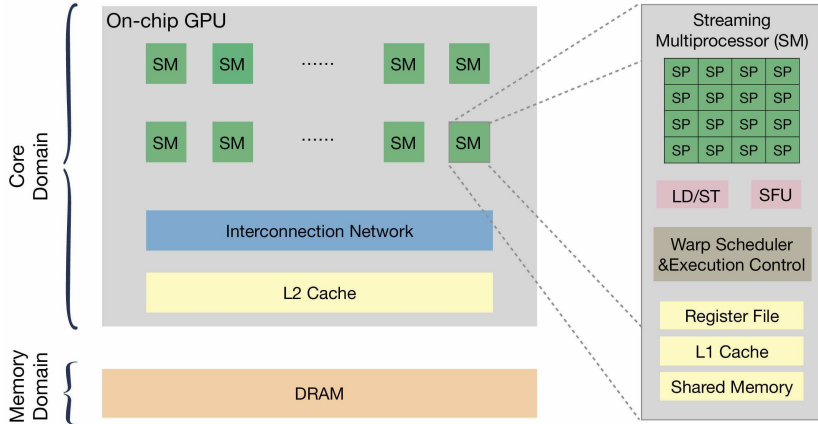 On-chip GPU
SM SM ...... SM SM
SM SM ...... SM SM
Interconnection Network
L2 Cache
DRAM
Core
Domain
Memory
Domain
Streaming
Multiprocessor (SM)
SP SP SP SP
SP SP SP SP
SP SP SP SP
SP SP SP SP
LD/ST SFU
Warp Scheduler
&Execution Control
Register File
L1 Cache
Shared Memory